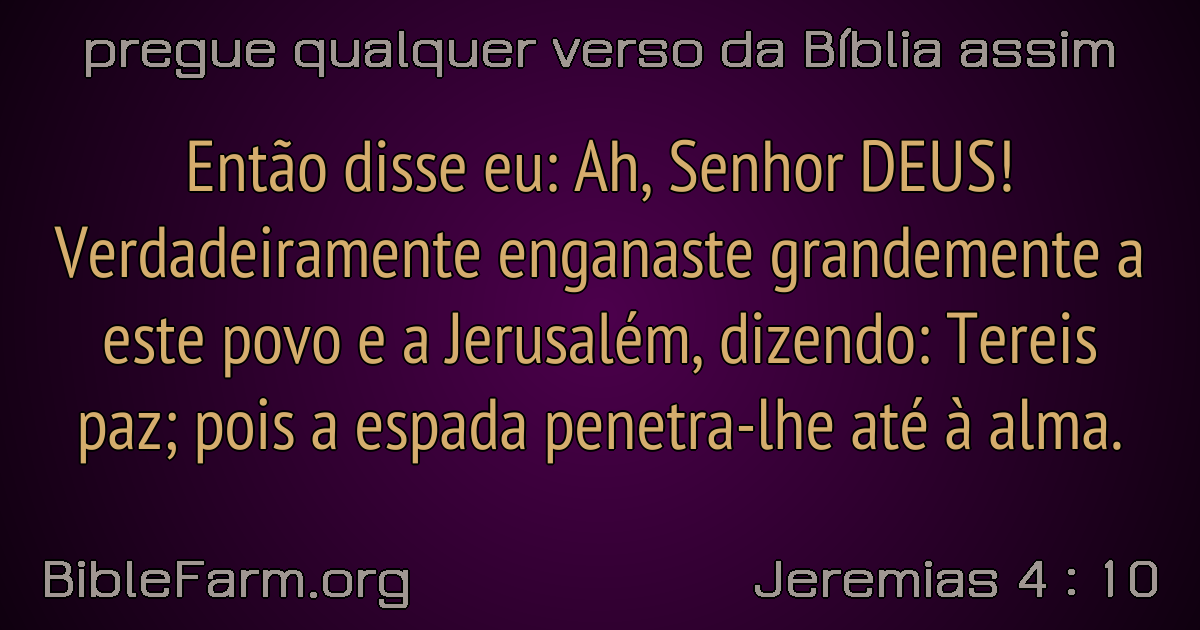 pregue qualquer verso da Bíblia assim
Então disse eu: Ah, Senhor DEUS!
Verdadeiramente enganaste grandemente a
este povo e a Jerusalém, dizendo: Tereis
paz; pois a espada penetra-lhe até à alma.
BibleFarm.org
Jeremias 4 : 10